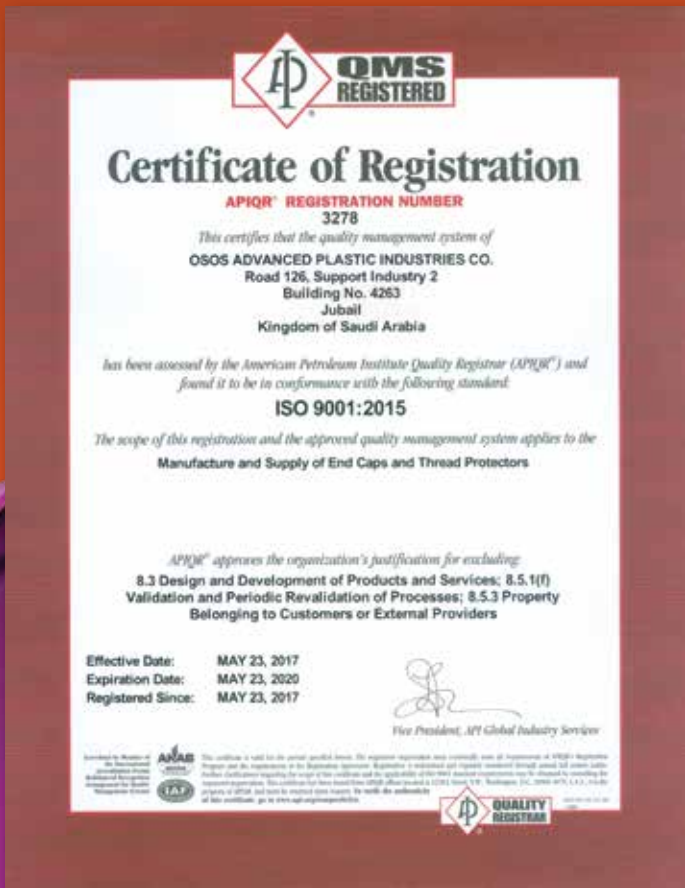 QMS
REGISTERED
®
Certificate of Registration
APIQR® REGISTRATION NUMBER
3278
This certifies that the quality management system of
OSOS ADVANCED PLASTIC INDUSTRIES CO.
Road 126, Support Industry 2
Building No. 4263
Jubail
Kingdom of Saudi Arabia
has been assessed by the American Petroleum Institute Quality Registrar (APIQR®) and
found it to be in conformance with the following standard:
ISO 9001:2015
The scope of this registration and the approved quality management system applies to the
Manufacture and Supply of End Caps and Thread Protectors
APIQR® approves the organization's justification for excluding
8.3 Design and Development of Products and Services; 8.5.1(f)
Validation and Periodic Revalidation of Processes; 8.5.3 Property
Belonging to Customers or External Providers
Effective Date: MAY 23, 2017
Expiration Date: MAY 23, 2020
Registered Since: MAY 23, 2017
Vice President, API Global Industry Services
ANAB
IAF
QUALITY
REGISTRAR